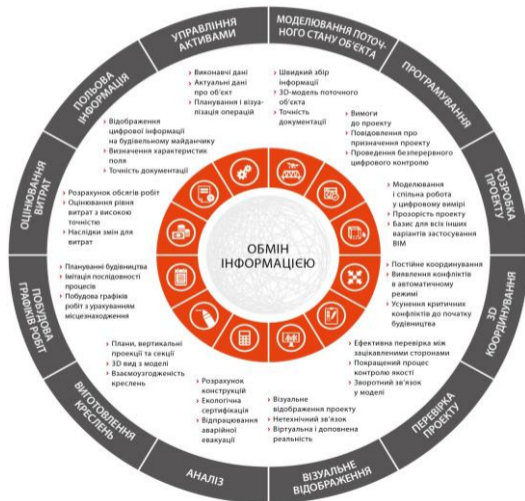 УПРАВЛІННЯ
АКТИВАМИ
Виконавчі дані
Актуальні дані
про об'єкт
Планування і візуа-
лізація операцій
МОДЕЛЮВАННЯ ПОТОЧ-
НОГО СТАНУ ОБ'ЄКТА
Швидкий збір
інформації
3D-модель поточного
об'єкта
Точність
документації
ПРОГРАМУВАННЯ
Вимоги
до проекту
Повідомлення про
призначення проекту
Проведення безперервного
цифрового контролю
РОЗРОБКА
ПРОЕКТУ
Моделювання
і спільна робота
у цифровому вимірі
Прозорість проекту
Базис для всіх інших
варіантів застосування
BIM
3D
КООРДИНУВАННЯ
Постійне координування
Виявлення конфліктів
в автоматичному
режимі
Усунення критичних
конфліктів до початку
будівництва
ПЕРЕВІРКА
ПРОЕКТУ
Ефективна перевірка між
зацікавленими сторонами
Покращений процес
контролю якості
Зворотній зв'язок
у моделі
ВІЗУАЛЬНЕ
ВІДОБРАЖЕННЯ
Візуальне
відображення проекту
Нетехнічний зв'язок
Віртуальна і доповнена
реальність
АНАЛІЗ
Розрахунок
конструкцій
Екологічна
сертифікація
Відпрацювання
аварійної
евакуації
ВИГОТОВЛЕННЯ
КРЕСЛЕНЬ
Плани, вертикальні
проекції та секції
3D вид з моделі
Взаємоузгодженість
креслень
ПОБУДОВА
ГРАФІКІВ РОБІТ
Плануванні будівництва
Імітація послідовності
процесів
Побудова графіків
робіт з урахуванням
місцезнаходження
ОЦІНЮВАННЯ
ВИТРАТ
Розрахунок обсягів робіт
Оцінювання рівня
витрат з високою
точністю
Наслідки змін для
витрат
ПОЛЬОВА
ІНФОРМАЦІЯ
Відображення
цифрової інформації
на будівельному майданчику
Визначення характеристик
поля
Точність документації
ОБМІН
ІНФОРМАЦІЄЮ